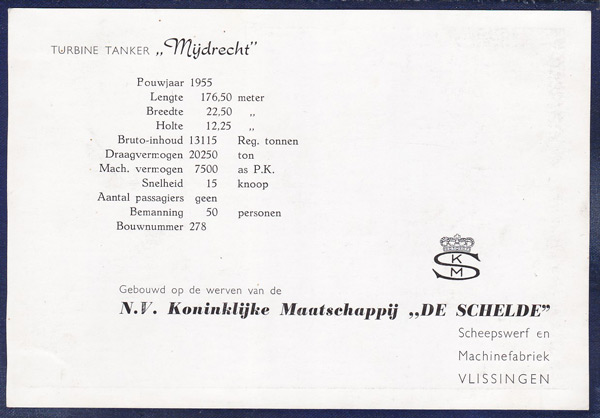 TURBINE TANKER „Mijdrecht”
Pouwjaar 1955
Lengte 176,50 meter
Breedte 22,50 „
Holte 12,25 „
Bruto-inhoud 13115 Reg. tonnen
Draagvermogen 20250 ton
Mach. vermogen 7500 as P.K.
Snelheid 15 knoop
Aantal passagiers geen
Bemanning 50 personen
Bouwnummer 278
K
S
M
Gebouwd op de werven van de
N.V. Koninklijke Maatschappij „DE SCHELDE”
Scheepswerf en
Machinefabriek
VLISSINGEN